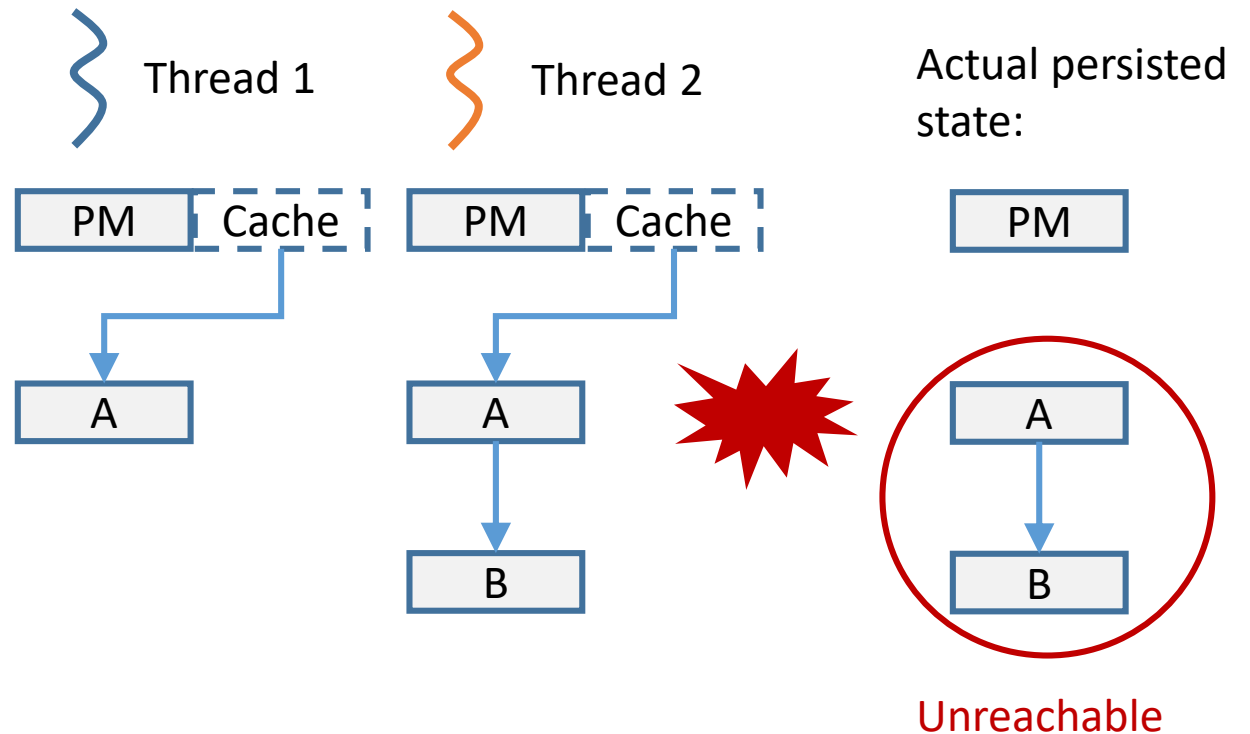 Thread 1
Thread 2
Actual persisted
state:
PM
Cache
PM
Cache
PM
A
A
A
B
B
Unreachable